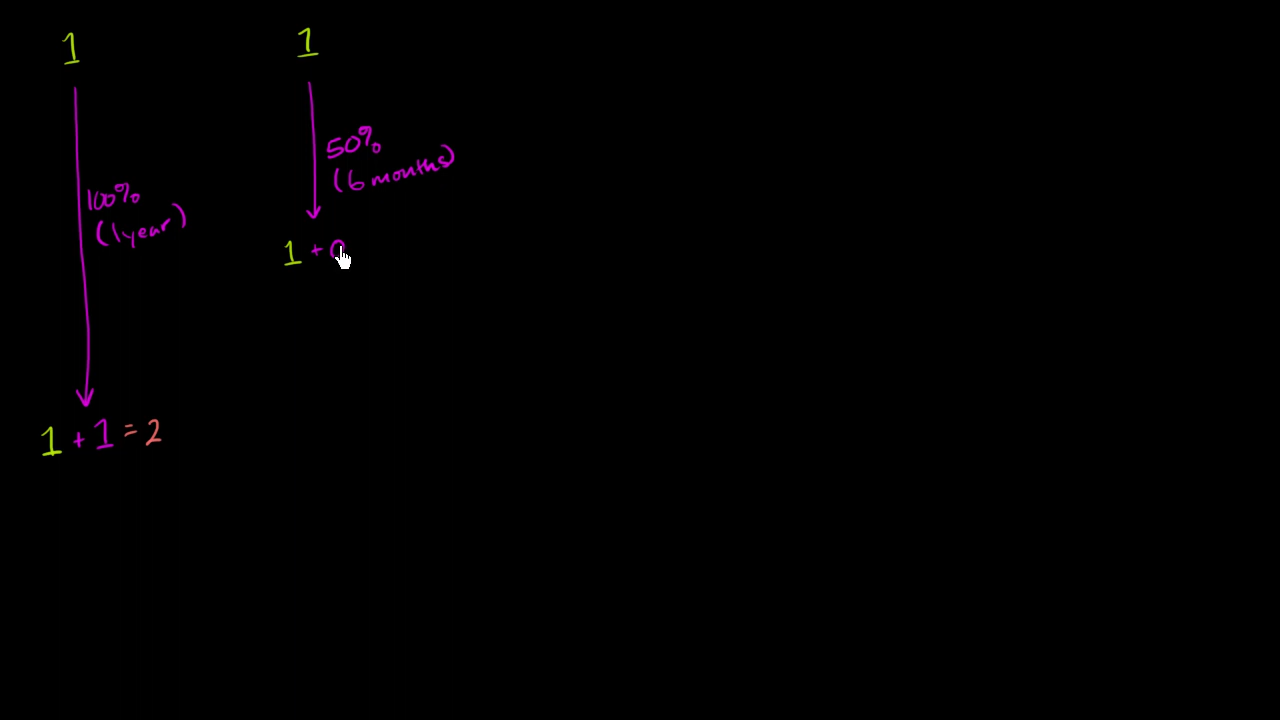 1
100%
(1 year)
1 + 1 = 2
1
50%
(6 months)
1 + 0